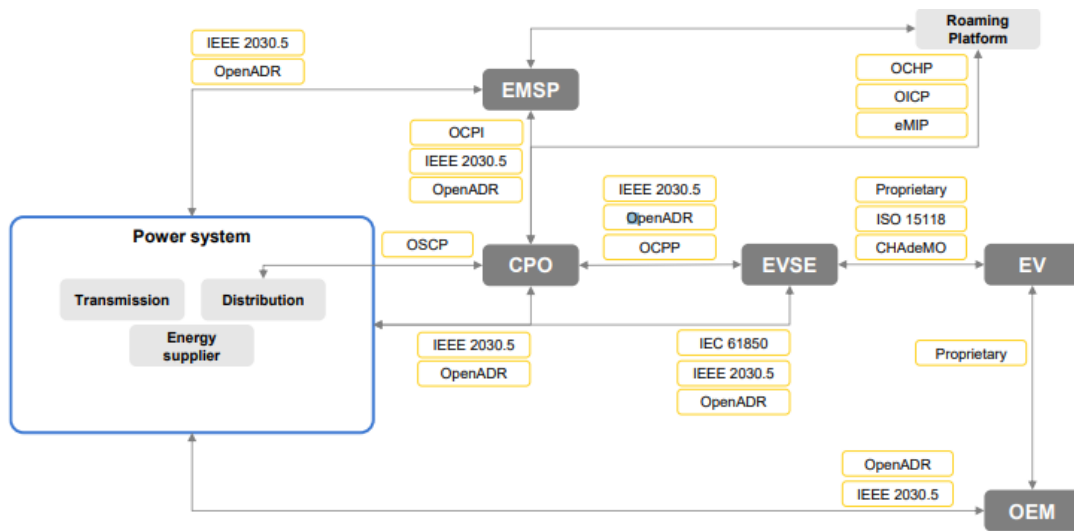 Roaming
Platform
IEEE 2030.5
OpenADR
EMSP
OCHP
OICP
eMIP
OCPI
IEEE 2030.5
OpenADR
IEEE 2030.5
OpenADR
OCPP
Proprietary
ISO 15118
CHAdeMO
Power system
OSCP
CPO
EVSE
EV
Transmission
Distribution
Energy
supplier
IEEE 2030.5
OpenADR
IEC 61850
IEEE 2030.5
OpenADR
Proprietary
OpenADR
IEEE 2030.5
OEM